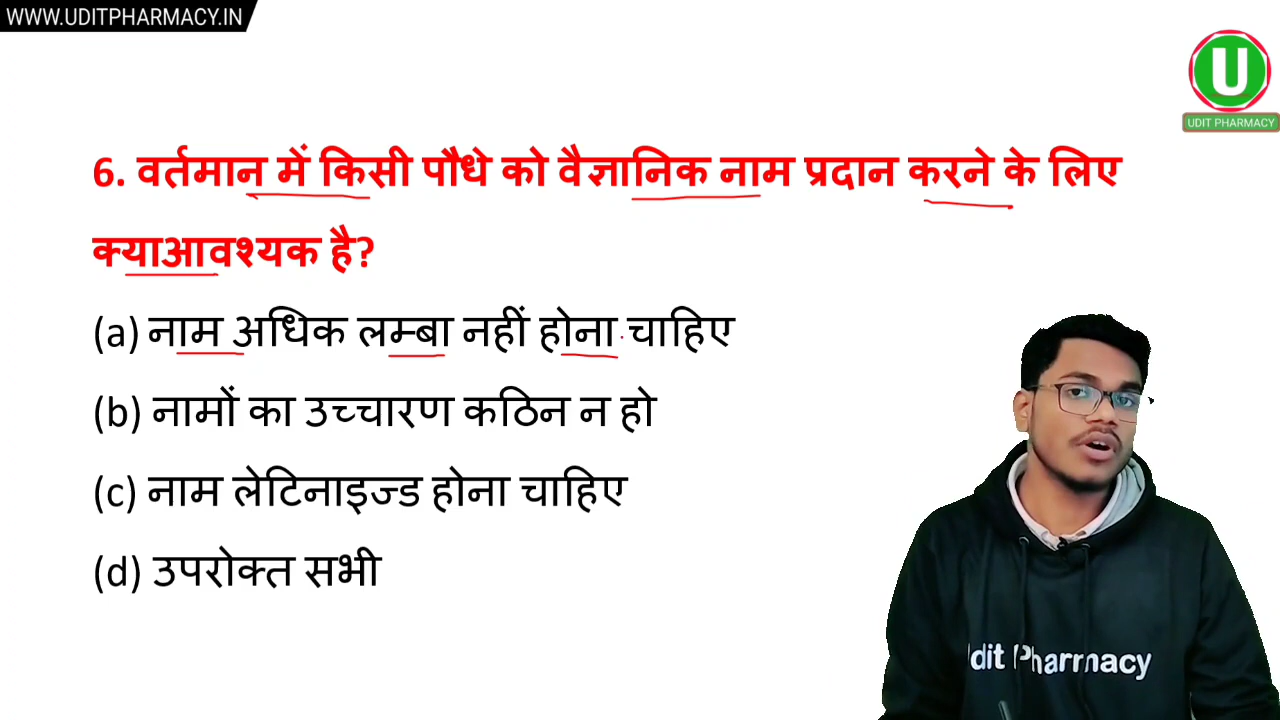 WWW.UDITPHARMACY.IN
U
UDIT PHARMACY
6. वर्तमान में किसी पौधे को वैज्ञानिक नाम प्रदान करने के लिए
क्याआवश्यक है?
(a) नाम अधिक लम्बा नहीं होना चाहिए
(b) नामों का उच्चारण कठिन न हो
(c) नाम लेटिनाइज्ड होना चाहिए
(d) उपरोक्त सभी
Udit Pharmacy